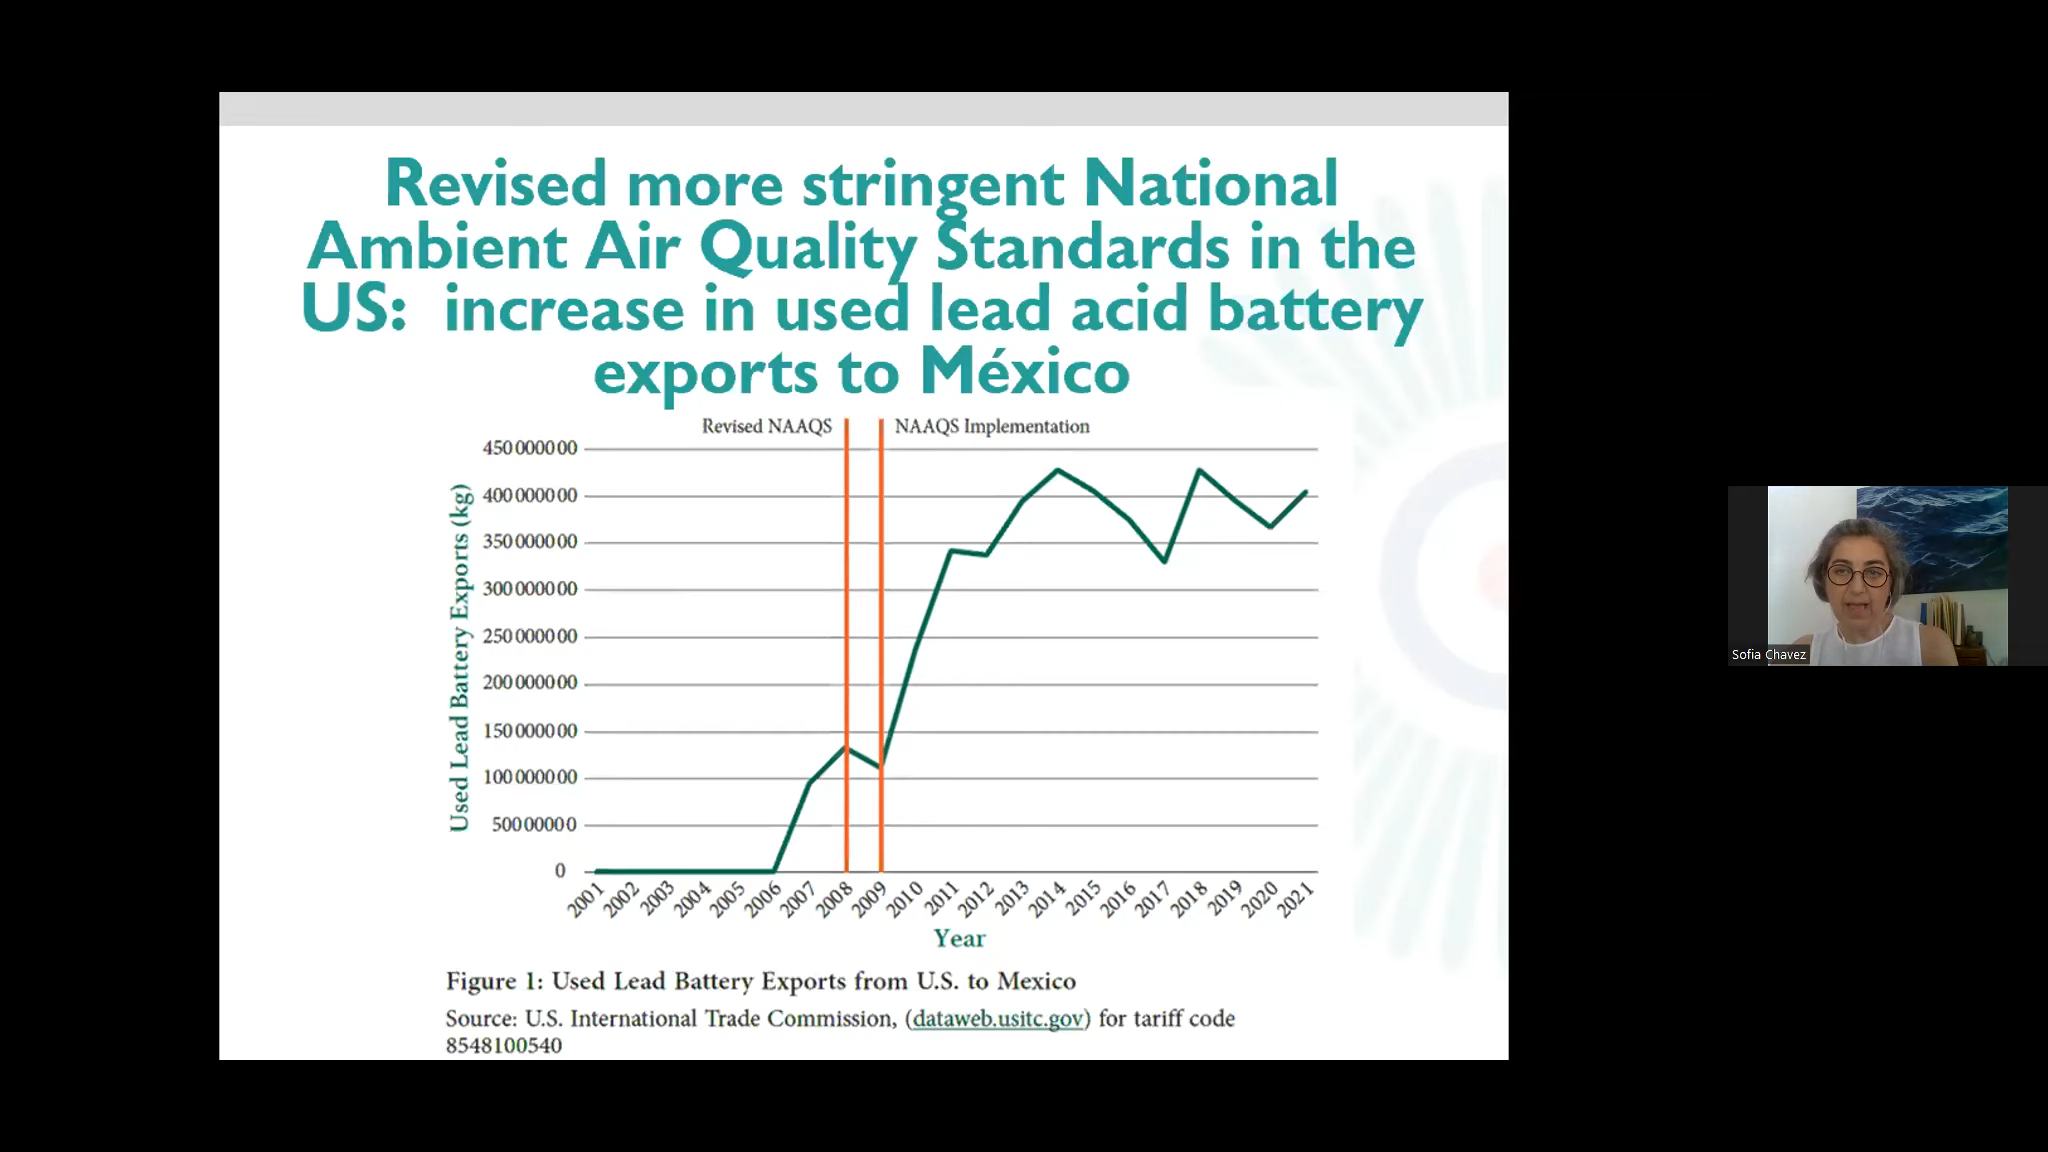 Revised more stringent National
Ambient Air Quality Standards in the
US:  increase in used lead acid battery
exports to México
Revised NAAQS
NAAQS Implementation
Used Lead Battery Exports (kg)
450000000
400000000
350000000
300000000
250000000
200000000
150000000
100000000
50000000
0
2001
2002
2003
2004
2005
2006
2007
2008
2009
2010
2011
2012
2013
2014
2015
2016
2017
2018
2019
2020
2021
Year
Figure 1: Used Lead Battery Exports from U.S. to Mexico
Source: U.S. International Trade Commission, (dataweb.usitc.gov) for tariff code
8548100540
Sofia Chavez